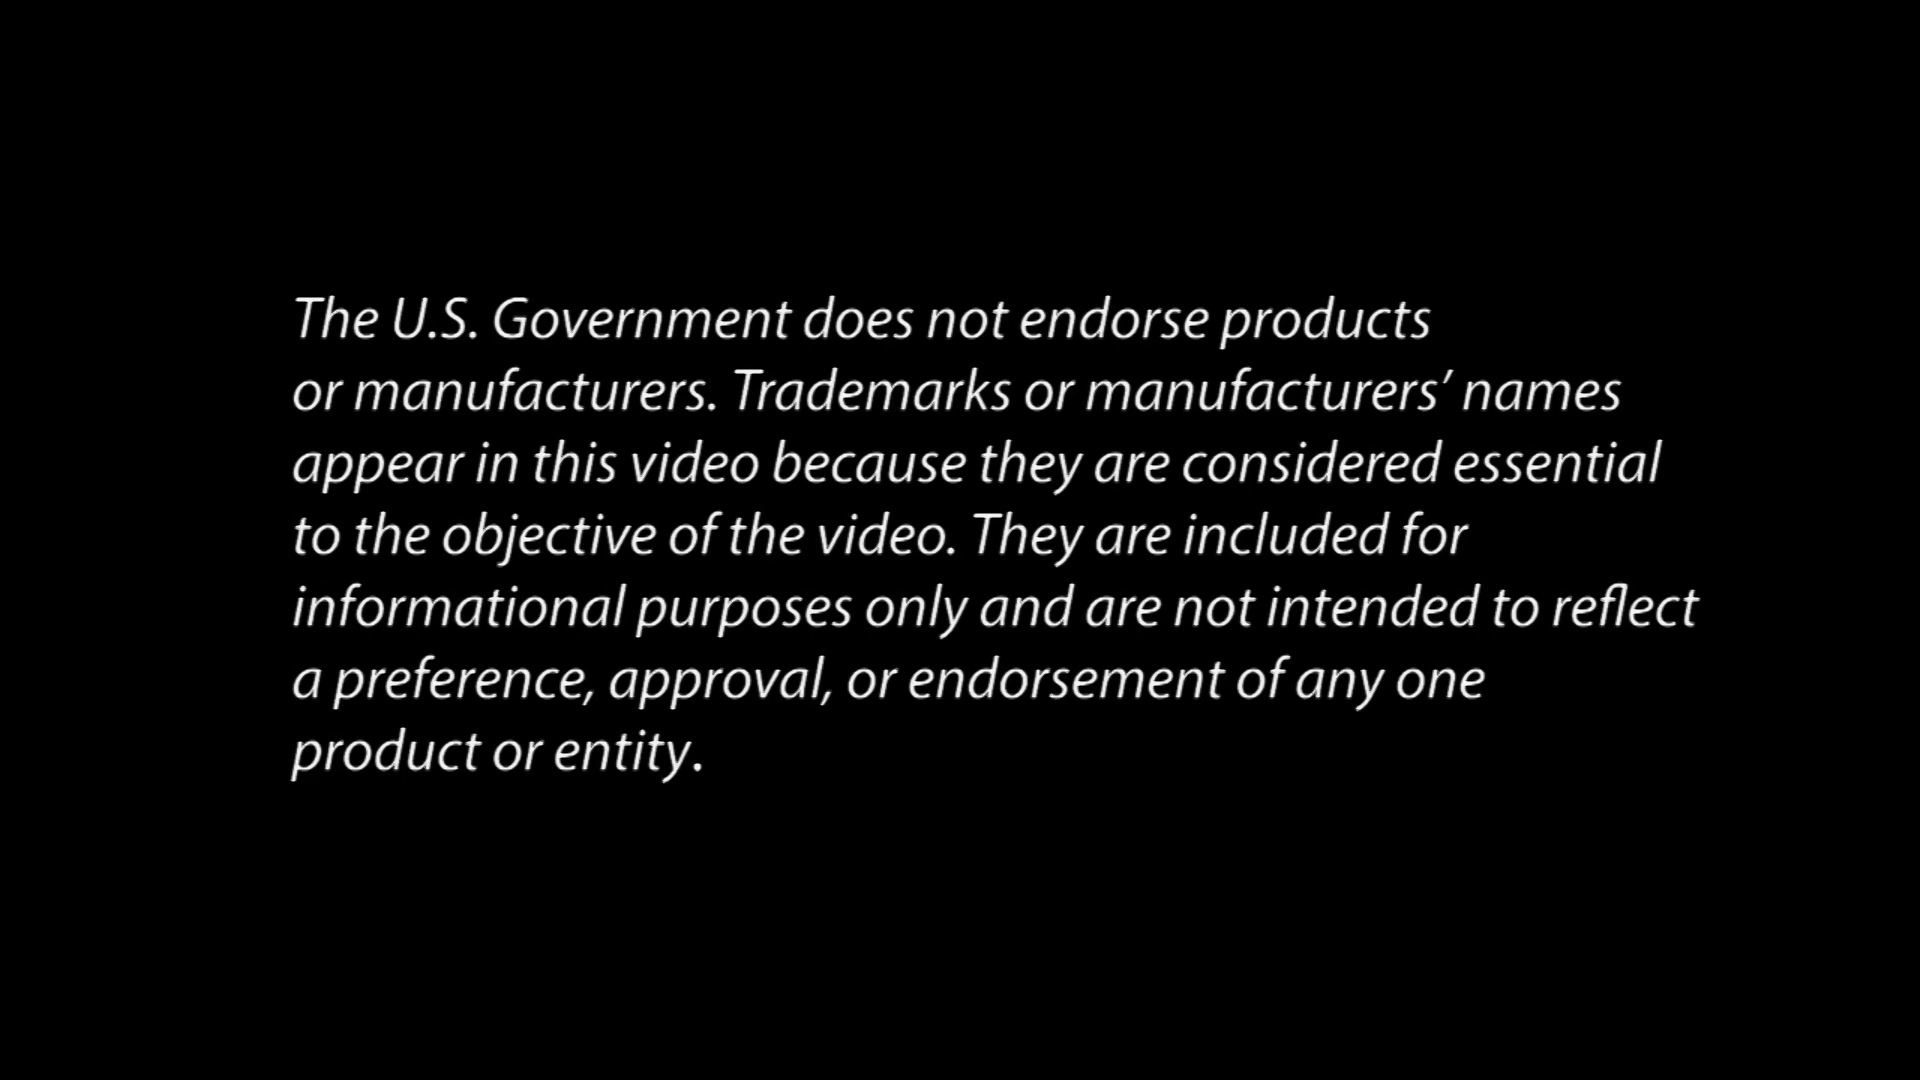 The U.S. Government does not endorse products
or manufacturers. Trademarks or manufacturers’ names
appear in this video because they are considered essential
to the objective of the video. They are included for
informational purposes only and are not intended to reflect
a preference, approval, or endorsement of any one
product or entity.